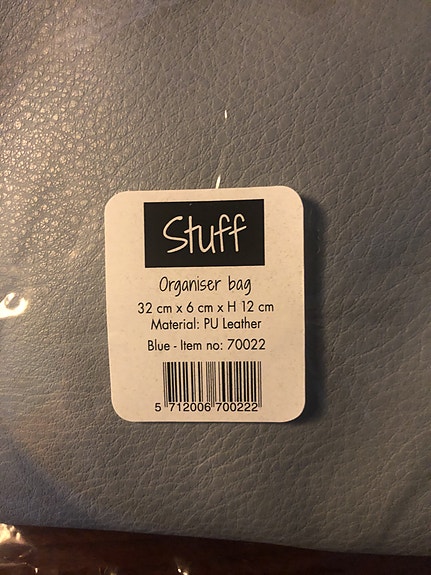 Stuff
Organiser bag
32 cm x 6 cm x H 12 cm
Material: PU Leather
Blue - Item no: 70022
5 712006 700222